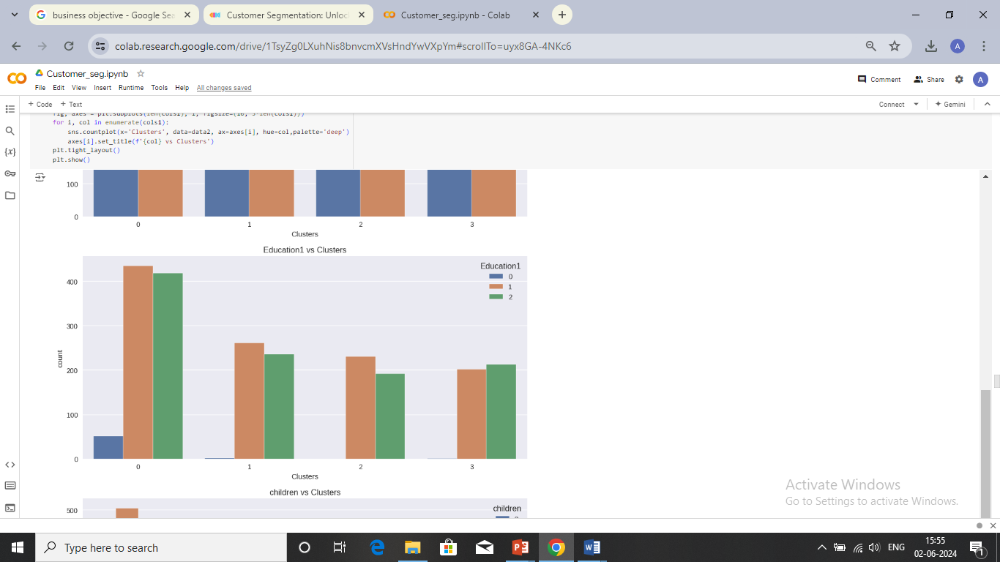 business objective - Google Sea
Customer Segmentation: Unloc
Customer_seg.ipynb - Colab
colab.research.google.com/drive/1TsyZg0LXuhNis8bnvcmXVsHndYwVXpYm#scrollTo=uyx8GA-4NKc6
A
Customer_seg.ipynb
Comment
Share
A
File Edit View Insert Runtime Tools Help All changes saved
+ Code + Text
Connect
Gemini
fig, axes = plt.subplots(len(cols1), 1, figsize=(10, 5*len(cols1)))
for i, col in enumerate(cols1):
sns.countplot(x='Clusters', data=data2, ax=axes[i], hue=col,palette='deep')
axes[i].set_title(f'{col} vs Clusters')
plt.tight_layout()
plt.show()
100
0
0 1 2 3
Clusters
Education1 vs Clusters
Education1
0
1
2
400
300
200
100
0
count
0 1 2 3
Clusters
children vs Clusters
500
children
Activate Windows
Go to Settings to activate Windows.
Type here to search
ENG
15:55
02-06-2024
1